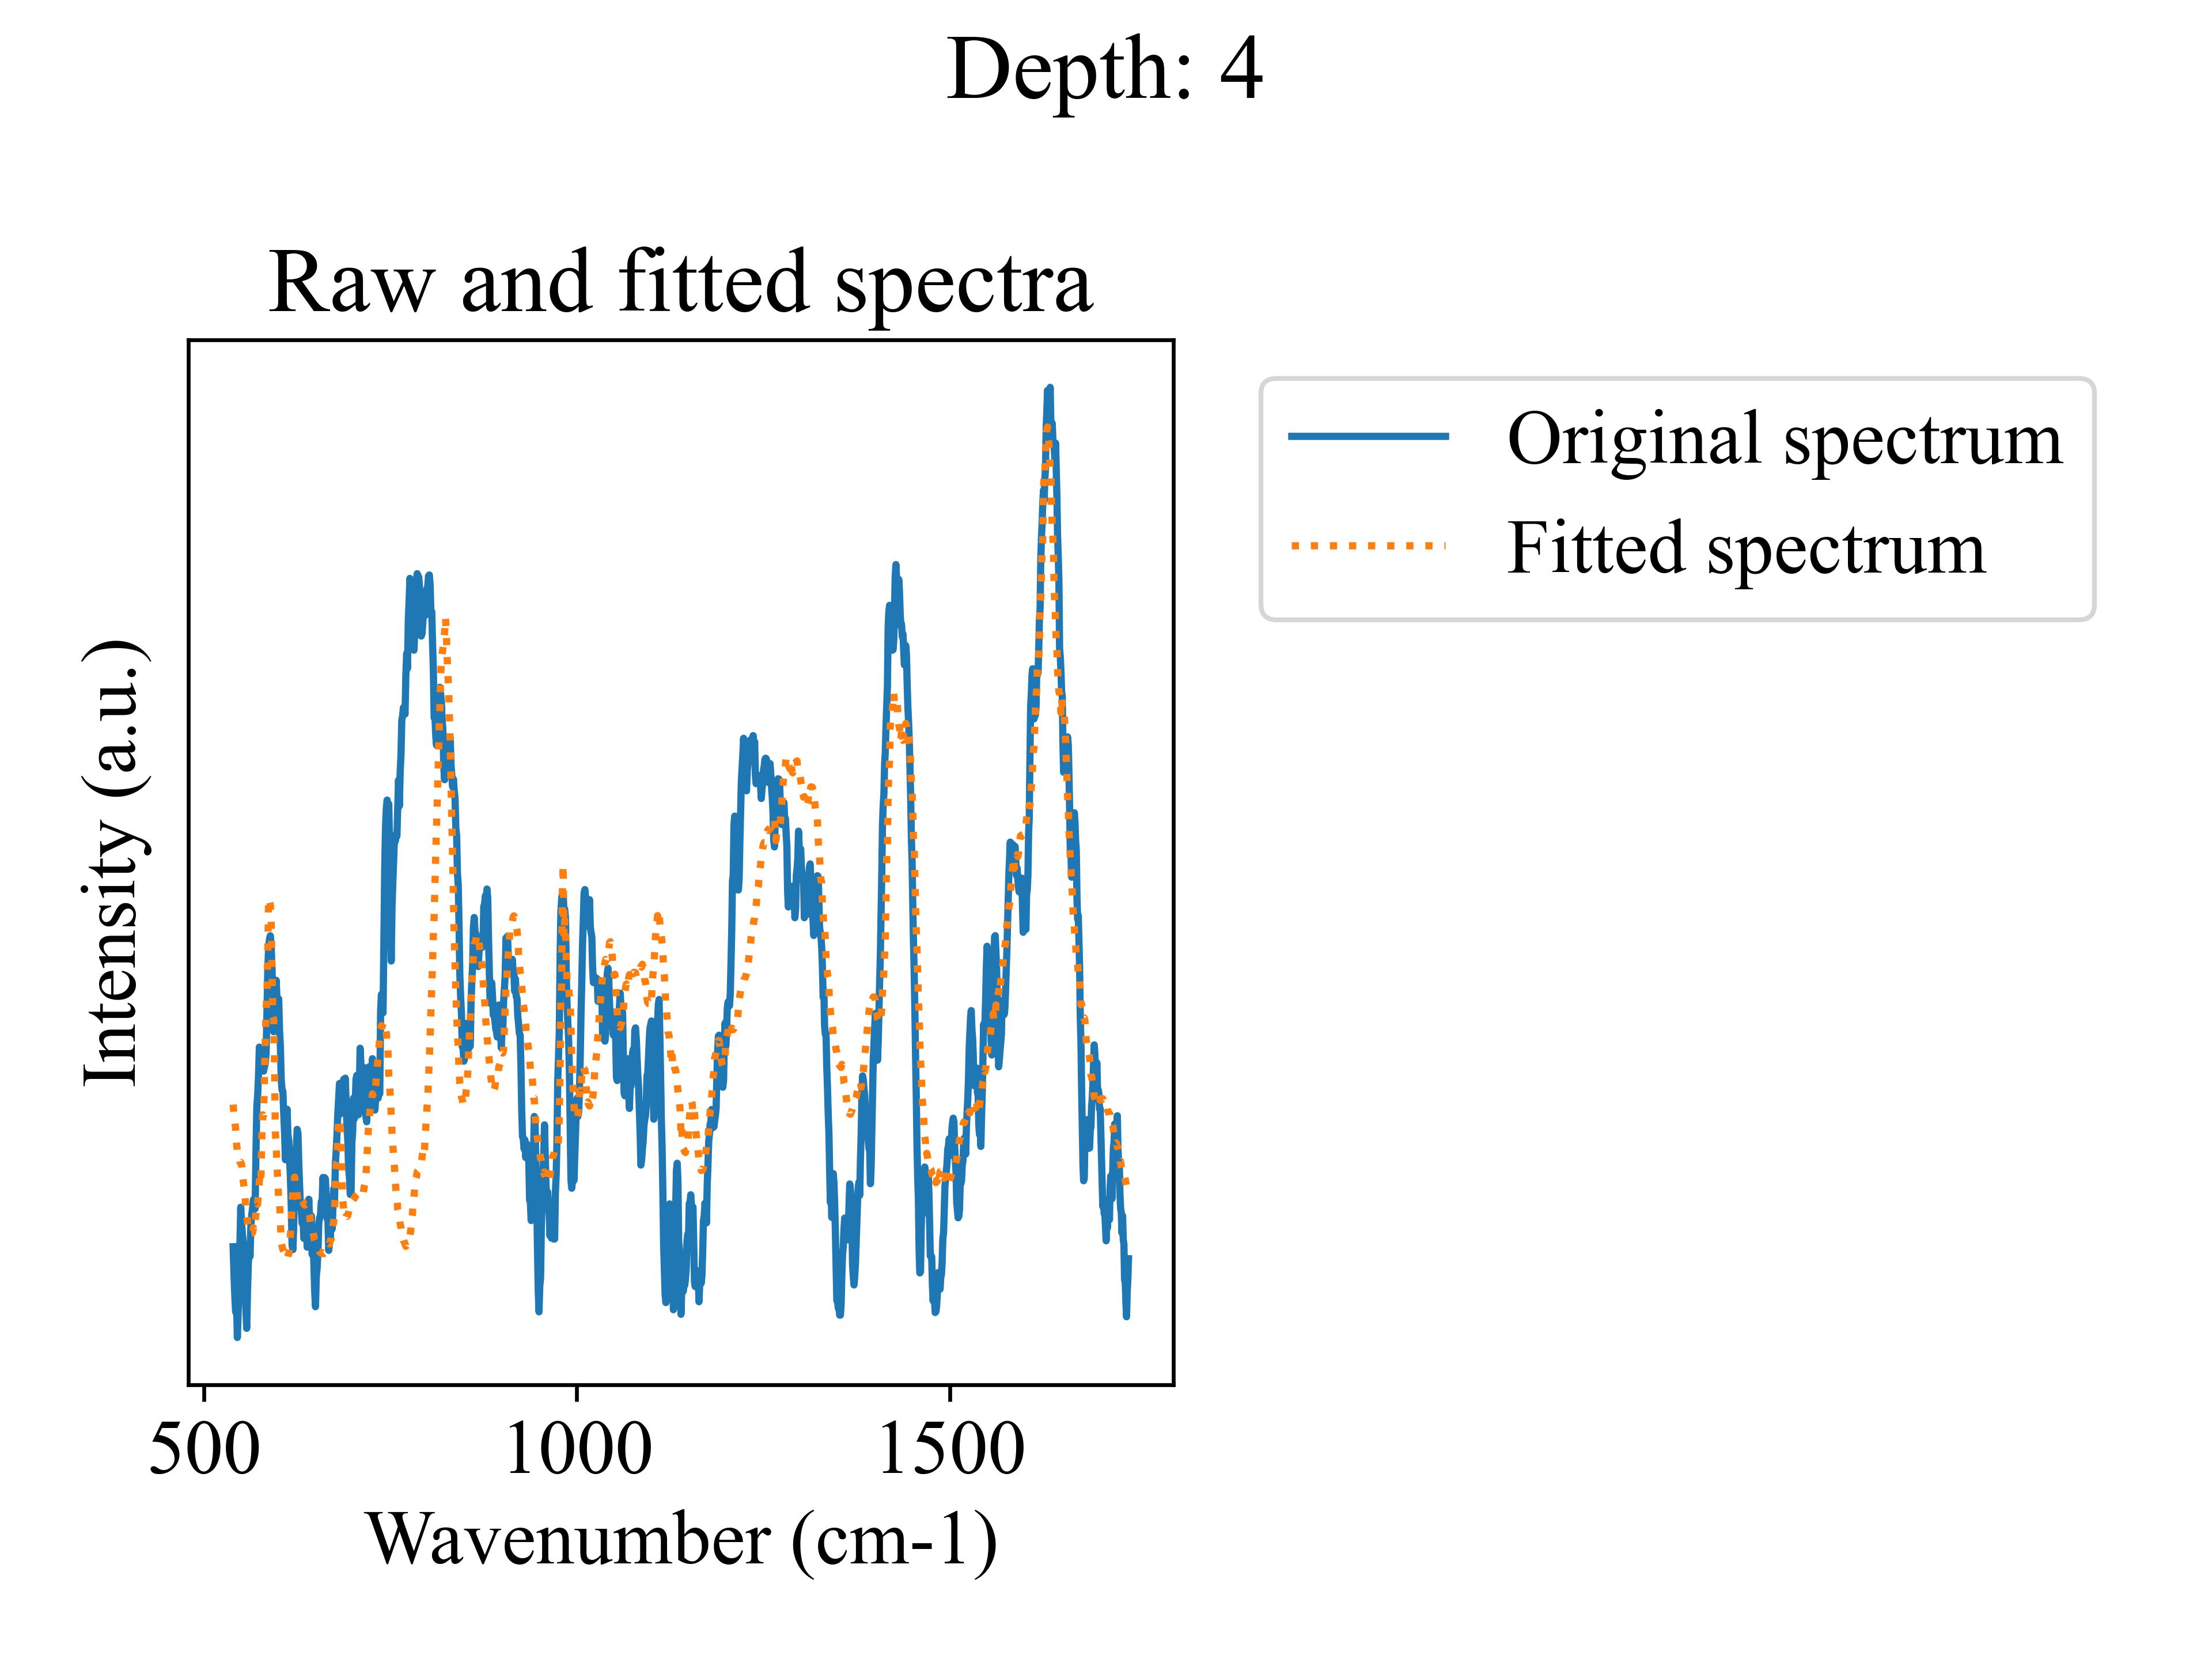 Depth: 4
Raw and fitted spectra
Original spectrum
Fitted spectrum
Intensity (a.u.)
500 1000 1500
Wavenumber (cm-1)